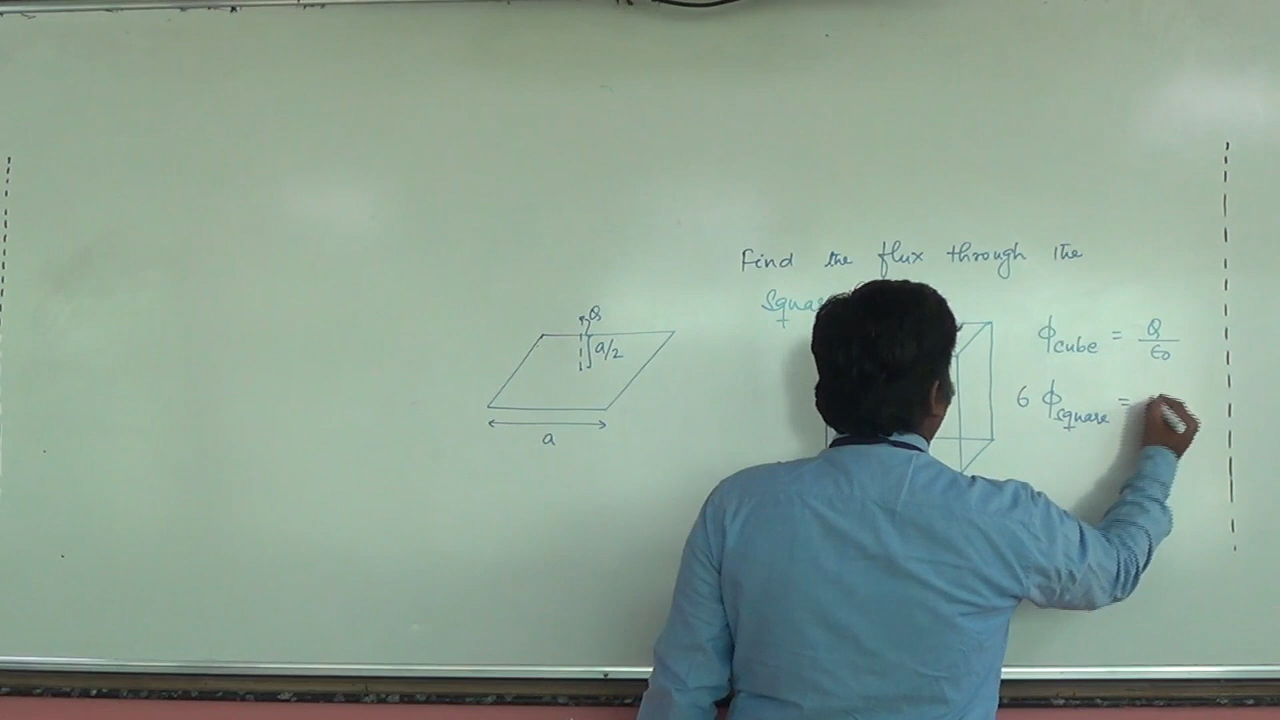 Find the flux through the
Q
a/2
a
ϕcube = Q/ϵ0
6 ϕsquare =